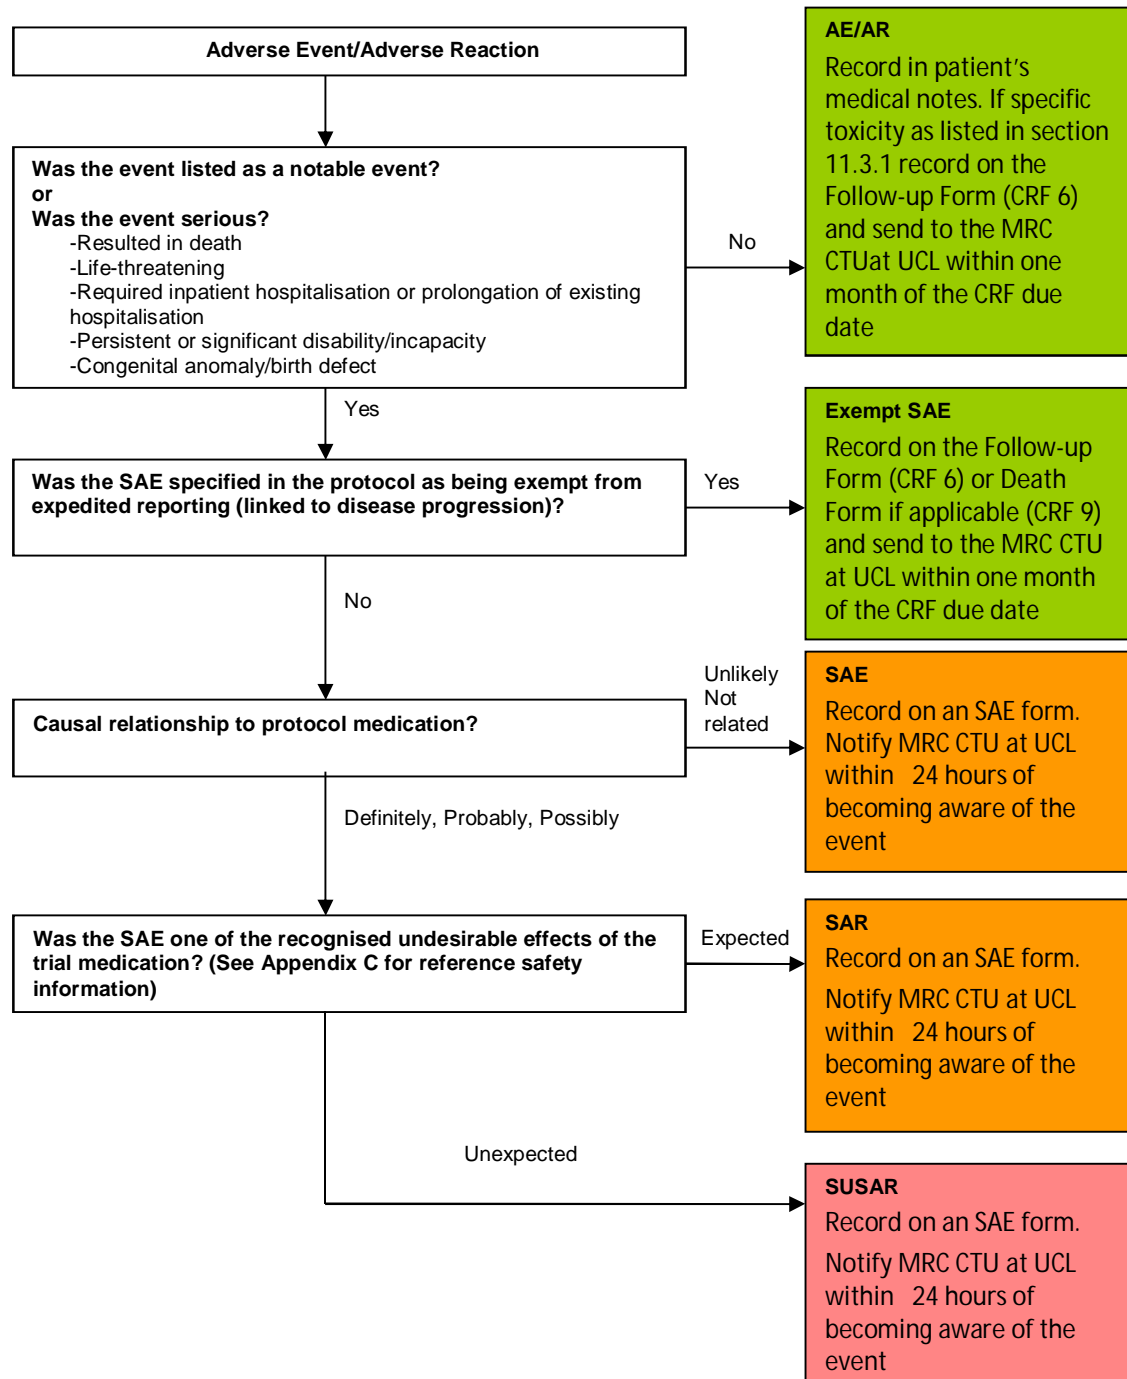 Adverse Event/Adverse Reaction
AE/AR
Record in patient's
medical notes. If specific
toxicity as listed in section
11.3.1 record on the
Follow-up Form (CRF 6)
and send to the MRC
CTUat UCL within one
month of the CRF due
date
Was the event listed as a notable event?
or
Was the event serious?
-Resulted in death
-Life-threatening
-Required inpatient hospitalisation or prolongation of existing
hospitalisation
-Persistent or significant disability/incapacity
-Congenital anomaly/birth defect
No
Yes
Exempt SAE
Record on the Follow-up
Form (CRF 6) or Death
Form if applicable (CRF 9)
and send to the MRC CTU
at UCL within one month
of the CRF due date
Was the SAE specified in the protocol as being exempt from
expedited reporting (linked to disease progression)?
Yes
No
Unlikely
Not
related
SAE
Record on an SAE form.
Notify MRC CTU at UCL
within 24 hours of
becoming aware of the
event
Causal relationship to protocol medication?
Definitely, Probably, Possibly
Was the SAE one of the recognised undesirable effects of the
trial medication? (See Appendix C for reference safety
information)
Expected
SAR
Record on an SAE form.
Notify MRC CTU at UCL
within 24 hours of
becoming aware of the
event
Unexpected
SUSAR
Record on an SAE form.
Notify MRC CTU at UCL
within 24 hours of
becoming aware of the
event